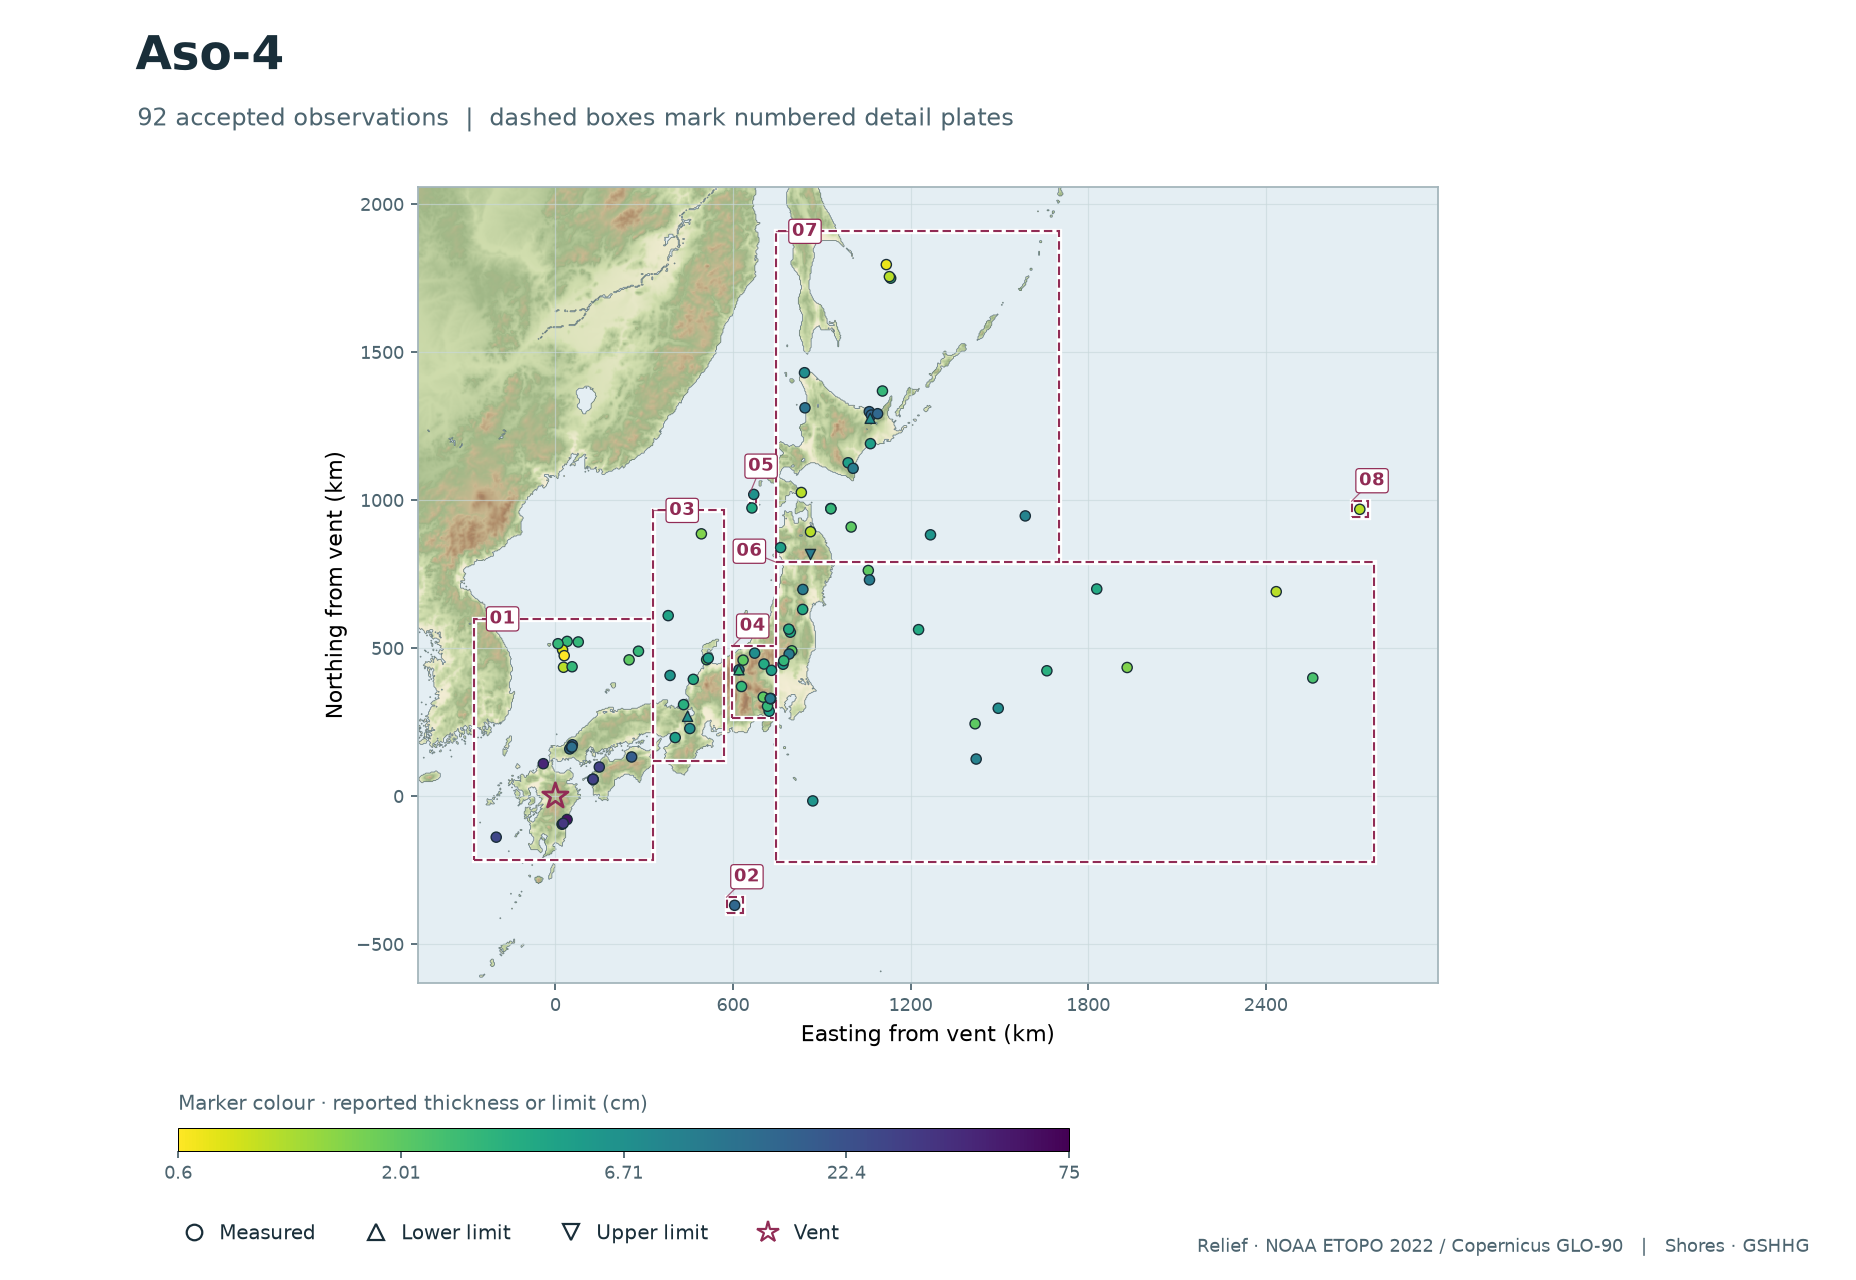 Aso-4
92 accepted observations | dashed boxes mark numbered detail plates
Northing from vent (km)
2000
1500
1000
500
0
−500
07
05
08
03
06
01
04
02
0
600
1200
1800
2400
Easting from vent (km)
Marker colour · reported thickness or limit (cm)
0.6
2.01
6.71
22.4
75
Measured
Lower limit
Upper limit
Vent
Relief · NOAA ETOPO 2022 / Copernicus GLO-90 | Shores · GSHHG